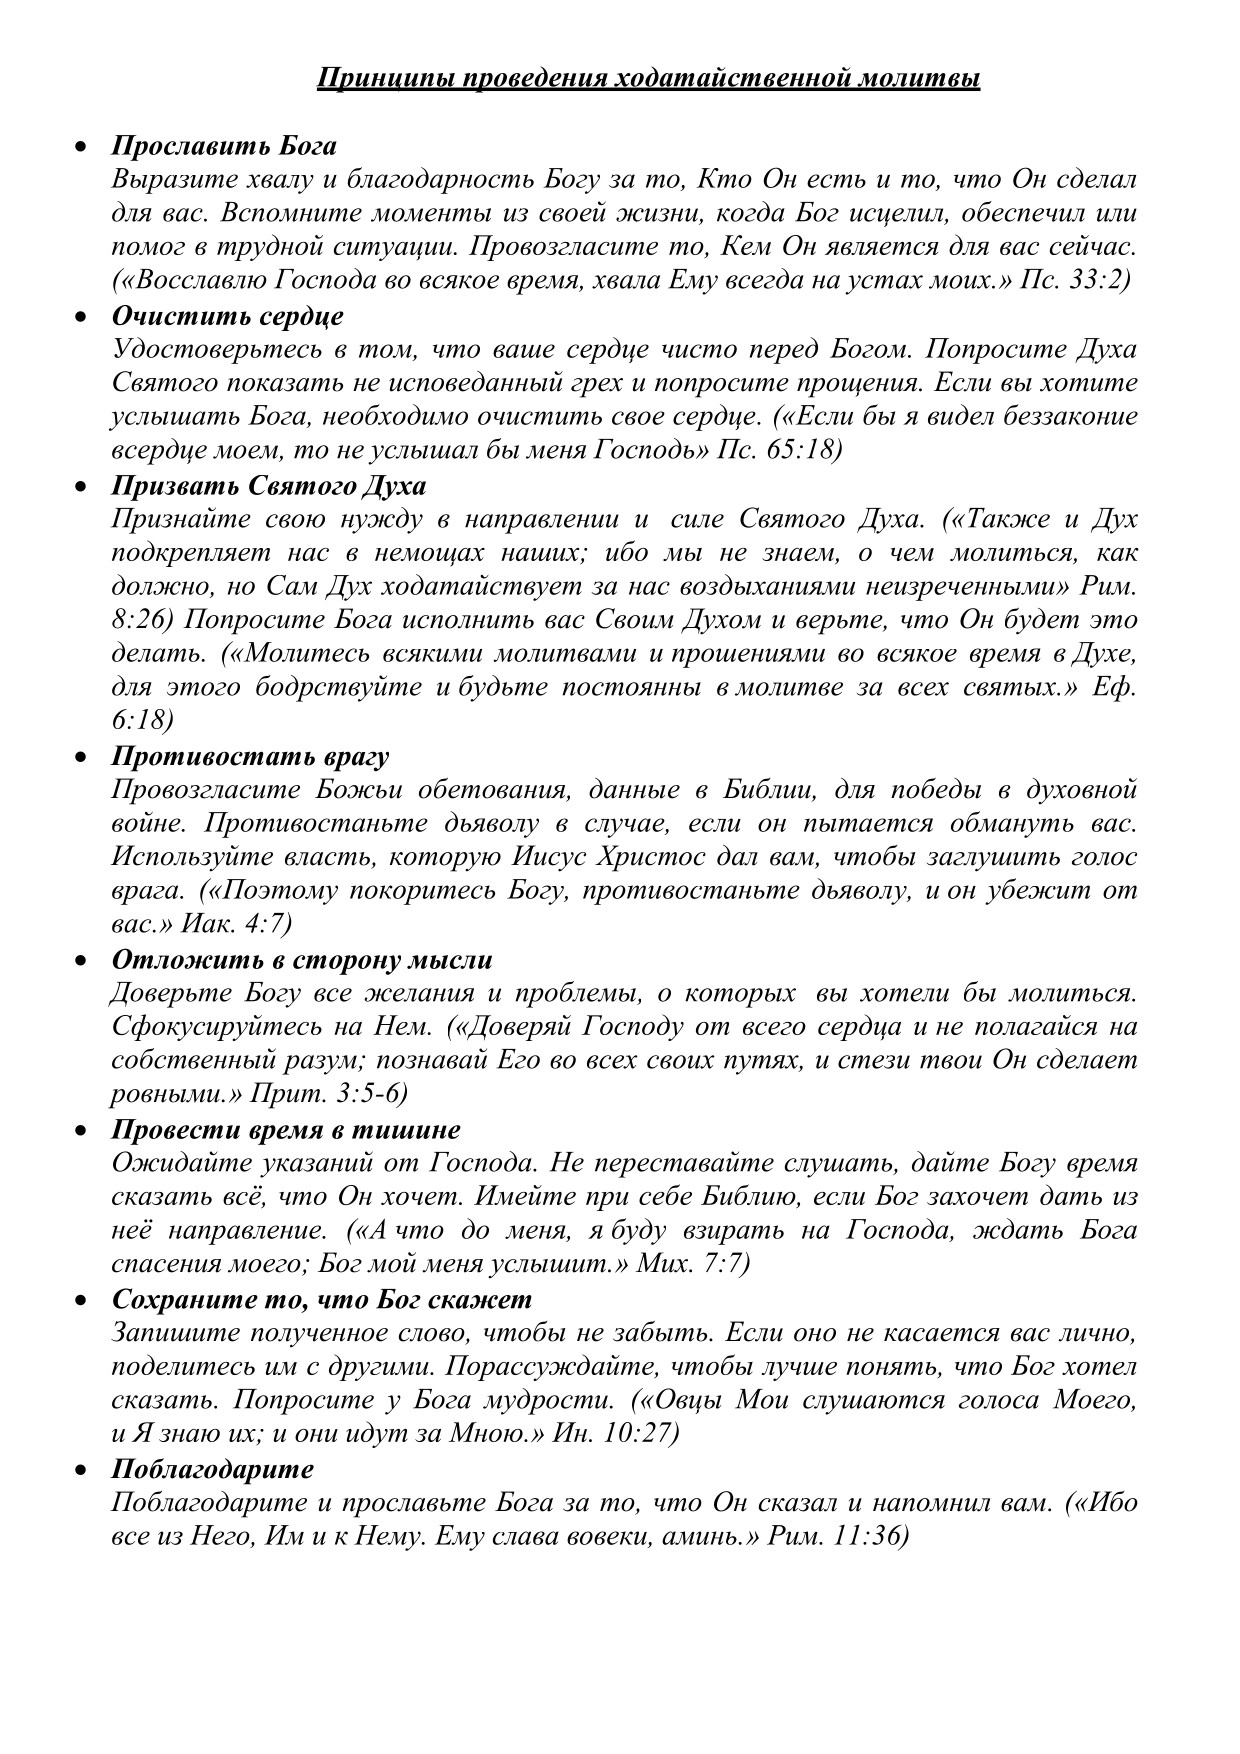 Принципы проведения ходатайственной молитвы
• Прославить Бога
Выразите хвалу и благодарность Богу за то, Кто Он есть и то, что Он сделал
для вас. Вспомните моменты из своей жизни, когда Бог исцелил, обеспечил или
помог в трудной ситуации. Провозгласите то, Кем Он является для вас сейчас.
(«Восславлю Господа во всякое время, хвала Ему всегда на устах моих.» Пс. 33:2)
• Очистить сердце
Удостоверьтесь в том, что ваше сердце чисто перед Богом. Попросите Духа
Святого показать не исповеданный грех и попросите прощения. Если вы хотите
услышать Бога, необходимо очистить свое сердце. («Если бы я видел беззаконие
всердце моем, то не услышал бы меня Господь» Пс. 65:18)
• Призвать Святого Духа
Признайте свою нужду в направлении и силе Святого Духа. («Также и Дух
подкрепляет нас в немощах наших; ибо мы не знаем, о чем молиться, как
должно, но Сам Дух ходатайствует за нас воздыханиями неизреченными» Рим.
8:26) Попросите Бога исполнить вас Своим Духом и верьте, что Он будет это
делать. («Молитесь всякими молитвами и прошениями во всякое время в Духе,
для этого бодрствуйте и будьте постоянны в молитве за всех святых.» Еф.
6:18)
• Противостать врагу
Провозгласите Божьи обетования, данные в Библии, для победы в духовной
войне. Противостаньте дьяволу в случае, если он пытается обмануть вас.
Используйте власть, которую Иисус Христос дал вам, чтобы заглушить голос
врага. («Поэтому покоритесь Богу, противостаньте дьяволу, и он убежит от
вас.» Иак. 4:7)
• Отложить в сторону мысли
Доверьте Богу все желания и проблемы, о которых вы хотели бы молиться.
Сфокусируйтесь на Нем. («Доверяй Господу от всего сердца и не полагайся на
собственный разум; познавай Его во всех своих путях, и стези твои Он сделает
ровными.» Прит. 3:5-6)
• Провести время в тишине
Ожидайте указаний от Господа. Не переставайте слушать, дайте Богу время
сказать всё, что Он хочет. Имейте при себе Библию, если Бог захочет дать из
неё направление. («А что до меня, я буду взирать на Господа, ждать Бога
спасения моего; Бог мой меня услышит.» Мих. 7:7)
• Сохраните то, что Бог скажет
Запишите полученное слово, чтобы не забыть. Если оно не касается вас лично,
поделитесь им с другими. Порассуждайте, чтобы лучше понять, что Бог хотел
сказать. Попросите у Бога мудрости. («Овцы Мои слушаются голоса Моего,
и Я знаю их; и они идут за Мною.» Ин. 10:27)
• Поблагодарите
Поблагодарите и прославьте Бога за то, что Он сказал и напомнил вам. («Ибо
все из Него, Им и к Нему. Ему слава вовеки, аминь.» Рим. 11:36)